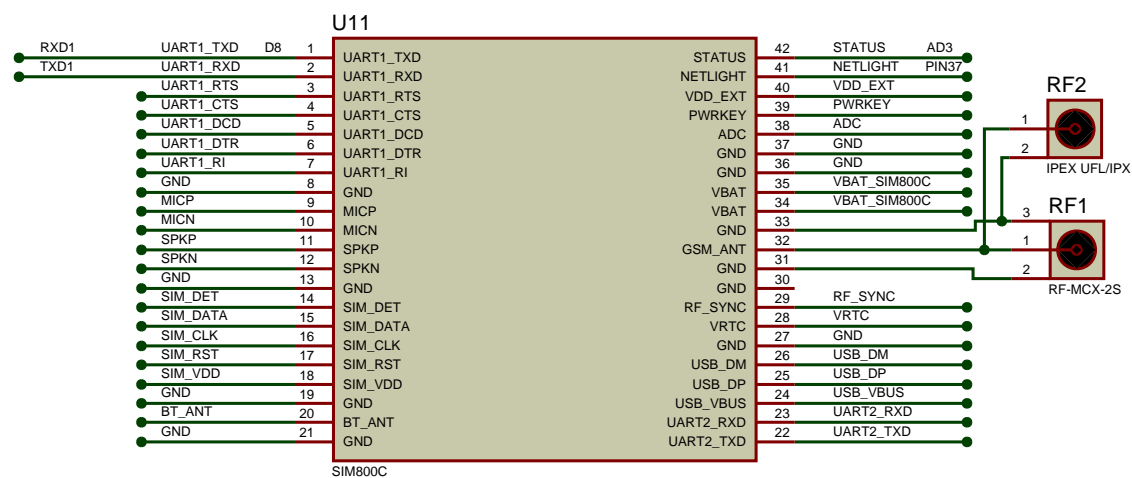 U11
RXD1 UART1_TXD D8 1 UART1_TXD STATUS 42 STATUS AD3
TXD1 UART1_RXD 2 UART1_RXD NETLIGHT 41 NETLIGHT PIN37
UART1_RTS 3 UART1_RTS VDD_EXT 40 VDD_EXT
UART1_CTS 4 UART1_CTS PWRKEY 39 PWRKEY
UART1_DCD 5 UART1_DCD ADC 38 ADC
UART1_DTR 6 UART1_DTR GND 37 GND
UART1_RI 7 UART1_RI GND 36 GND
GND 8 GND VBAT 35 VBAT_SIM800C
MICP 9 MICP VBAT 34 VBAT_SIM800C
MICN 10 MICN GND 33
SPKP 11 SPKP GSM_ANT 32
SPKN 12 SPKN GND 31
GND 13 GND GND 30
SIM_DET 14 SIM_DET RF_SYNC 29 RF_SYNC
SIM_DATA 15 SIM_DATA VRTC 28 VRTC
SIM_CLK 16 SIM_CLK GND 27 GND
SIM_RST 17 SIM_RST USB_DM 26 USB_DM
SIM_VDD 18 SIM_VDD USB_DP 25 USB_DP
GND 19 GND USB_VBUS 24 USB_VBUS
BT_ANT 20 BT_ANT UART2_RXD 23 UART2_RXD
GND 21 GND UART2_TXD 22 UART2_TXD
SIM800C
RF2
1
2
IPEX UFL/IPX
RF1
3
1
2
RF-MCX-2S